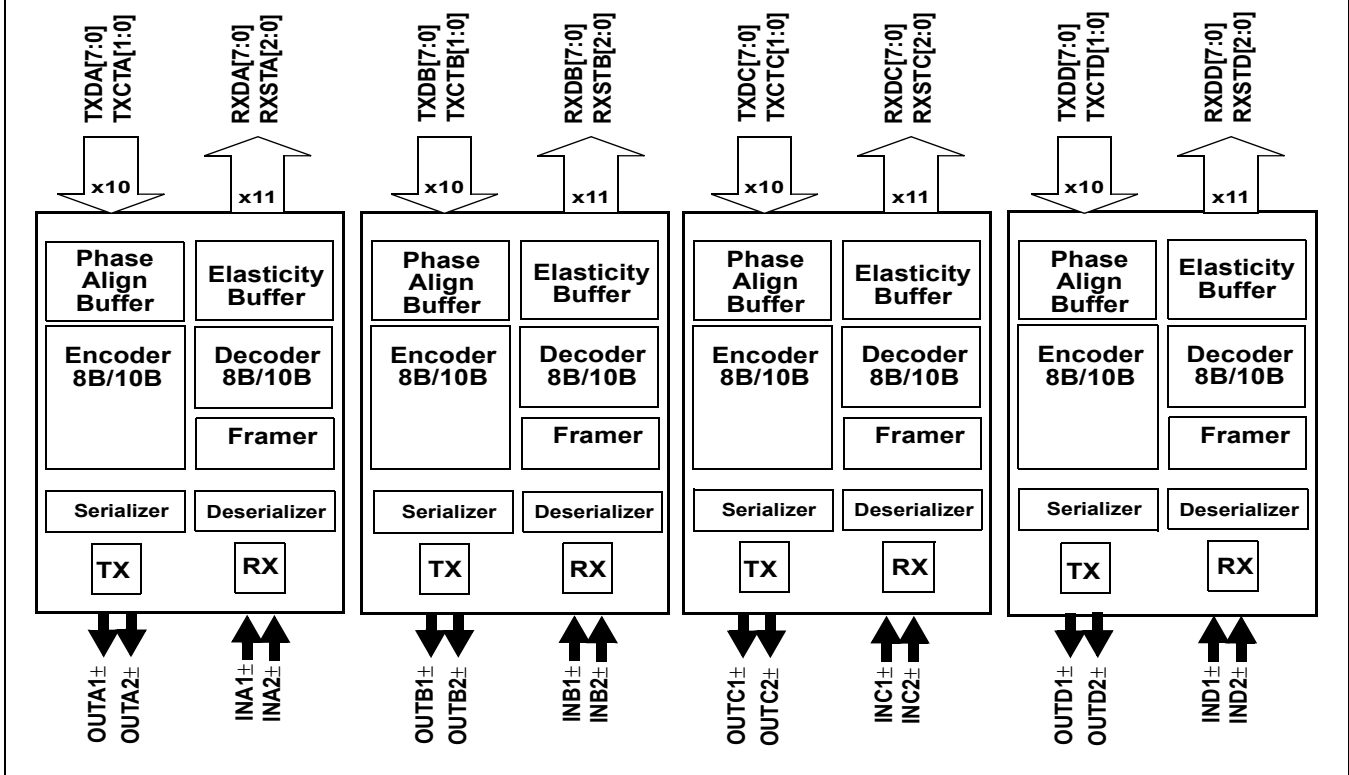 TXDA[7:0]
TXCTA[1:0]
RXDA[7:0]
RXSTA[2:0]
TXDB[7:0]
TXCTB[1:0]
RXDB[7:0]
RXSTB[2:0]
TXDC[7:0]
TXCTC[1:0]
RXDC[7:0]
RXSTC[2:0]
TXDD[7:0]
TXCTD[1:0]
RXDD[7:0]
RXSTD[2:0]
x10
x11
x10
x11
x10
x11
x10
x11
Phase
Align
Buffer
Elasticity
Buffer
Encoder
8B/10B
Decoder
8B/10B
Framer
Serializer
Deserializer
TX
RX
Phase
Align
Buffer
Elasticity
Buffer
Encoder
8B/10B
Decoder
8B/10B
Framer
Serializer
Deserializer
TX
RX
Phase
Align
Buffer
Elasticity
Buffer
Encoder
8B/10B
Decoder
8B/10B
Framer
Serializer
Deserializer
TX
RX
Phase
Align
Buffer
Elasticity
Buffer
Encoder
8B/10B
Decoder
8B/10B
Framer
Serializer
Deserializer
TX
RX
OUTA1±
OUTA2±
INA1±
INA2±
OUTB1±
OUTB2±
INB1±
INB2±
OUTC1±
OUTC2±
INC1±
INC2±
OUTD1±
OUTD2±
IND1±
IND2±